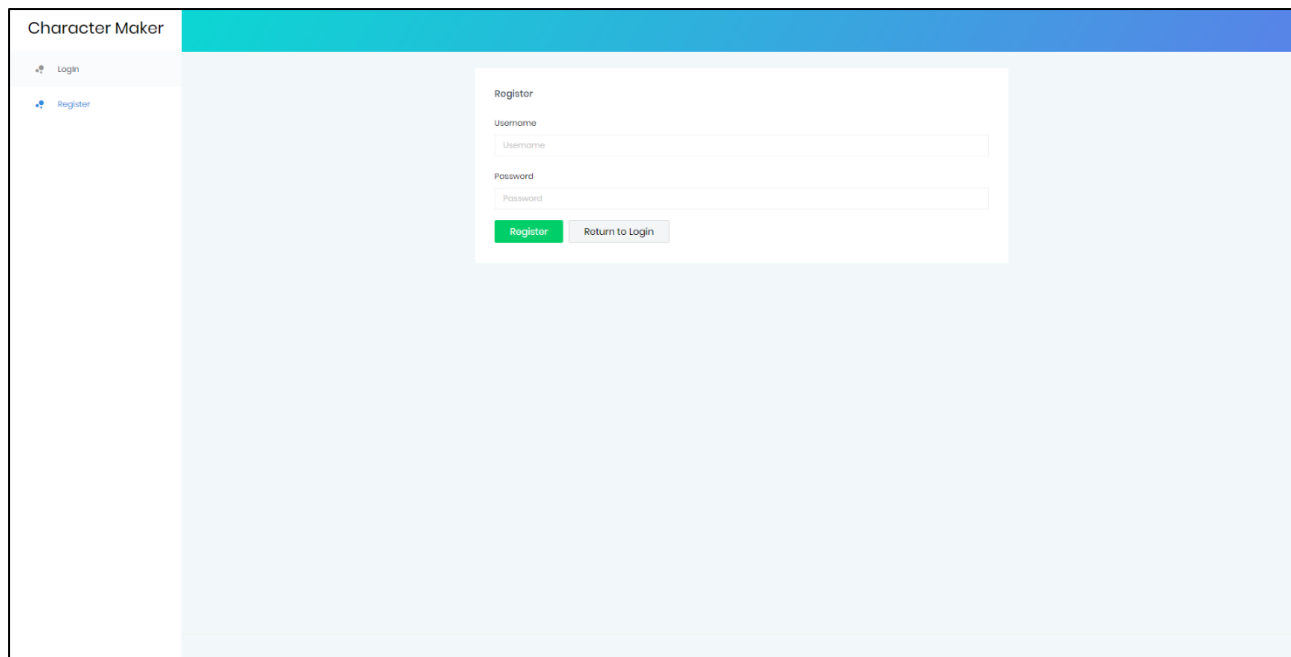 Character Maker
LogIn
Register
Register
Username
Username
Password
Password
Register Return to Login